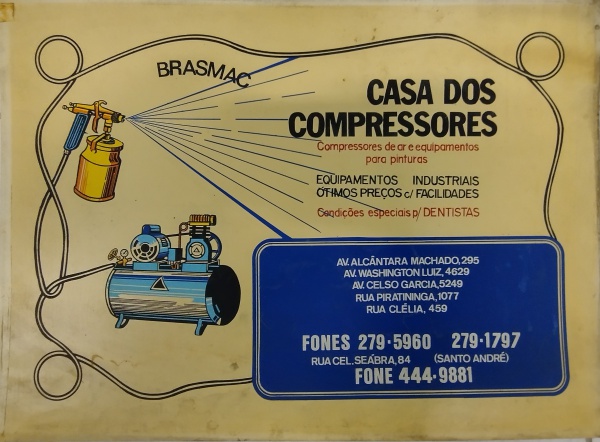 BRASMAC
CASA DOS
COMPRESSORES
Compressores de ar e equipamentos
para pinturas
EQUIPAMENTOS INDUSTRIAIS
ÓTIMOS PREÇOS c/ FACILIDADES
Condições especiais p/ DENTISTAS
AV. ALCÂNTARA MACHADO, 295
AV. WASHINGTON LUIZ, 4629
AV. CELSO GARCIA, 5249
RUA PIRATININGA, 1077
RUA CLÉLIA, 459
FONES 279-5960 279-1797
RUA CEL. SEABRA, 84 (SANTO ANDRÉ)
FONE 444-9881